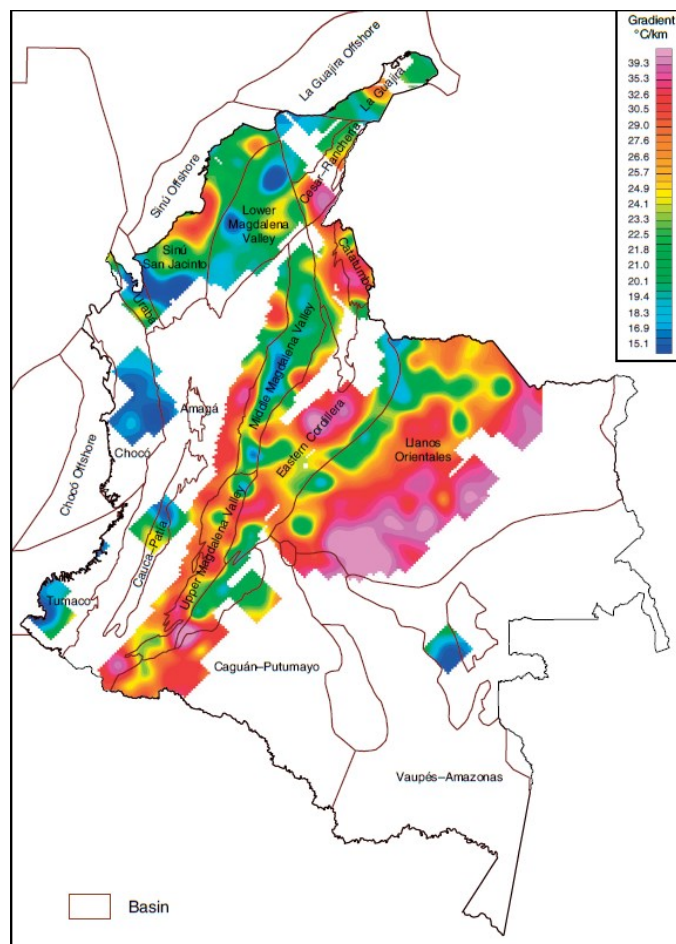 Gradient
°C/km
39.3
35.3
32.6
30.5
29.0
27.8
26.6
25.7
24.9
24.1
23.3
22.5
21.8
21.0
20.1
19.4
18.3
16.9
15.1
La Guajira Offshore
La Guajira
Sinú Offshore
Cesar–Ranchería
Lower
Magdalena
Valley
Sinú
San Jacinto
Catatumbo
Urabá
Middle Magdalena Valley
Amagá
Chocó
Chocó Offshore
Eastern Cordillera
Llanos
Orientales
Cauca–Patía
Upper Magdalena Valley
Tumaco
Caguán–Putumayo
Vaupés–Amazonas
Basin